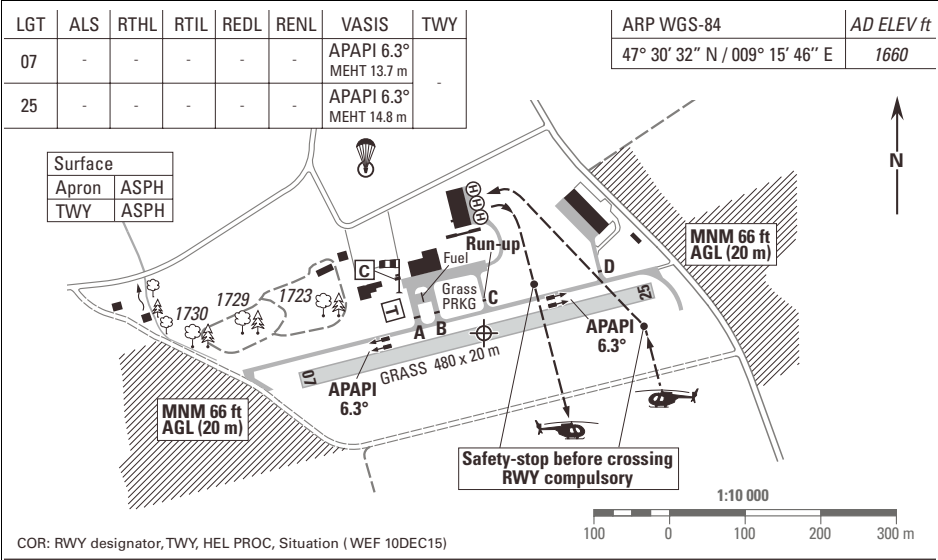 LGT ALS RTHL RTIL REDL RENL VASIS TWY
07 - - - - - APAPI 6.3° MEHT 13.7 m -
25 - - - - - APAPI 6.3° MEHT 14.8 m
ARP WGS-84 AD ELEV ft
47° 30′ 32″ N / 009° 15′ 46″ E 1660
Surface
Apron ASPH
TWY ASPH
N
H
H
H
Run-up
Fuel
C
Grass
PRKG
C
D
T
A
B
MNM 66 ft
AGL (20 m)
1723
1729
1730
25
APAPI
6.3°
GRASS 480 x 20 m
07
APAPI
6.3°
MNM 66 ft
AGL (20 m)
Safety-stop before crossing
RWY compulsory
1:10 000
100 0 100 200 300 m
COR: RWY designator, TWY, HEL PROC, Situation ( WEF 10DEC15)